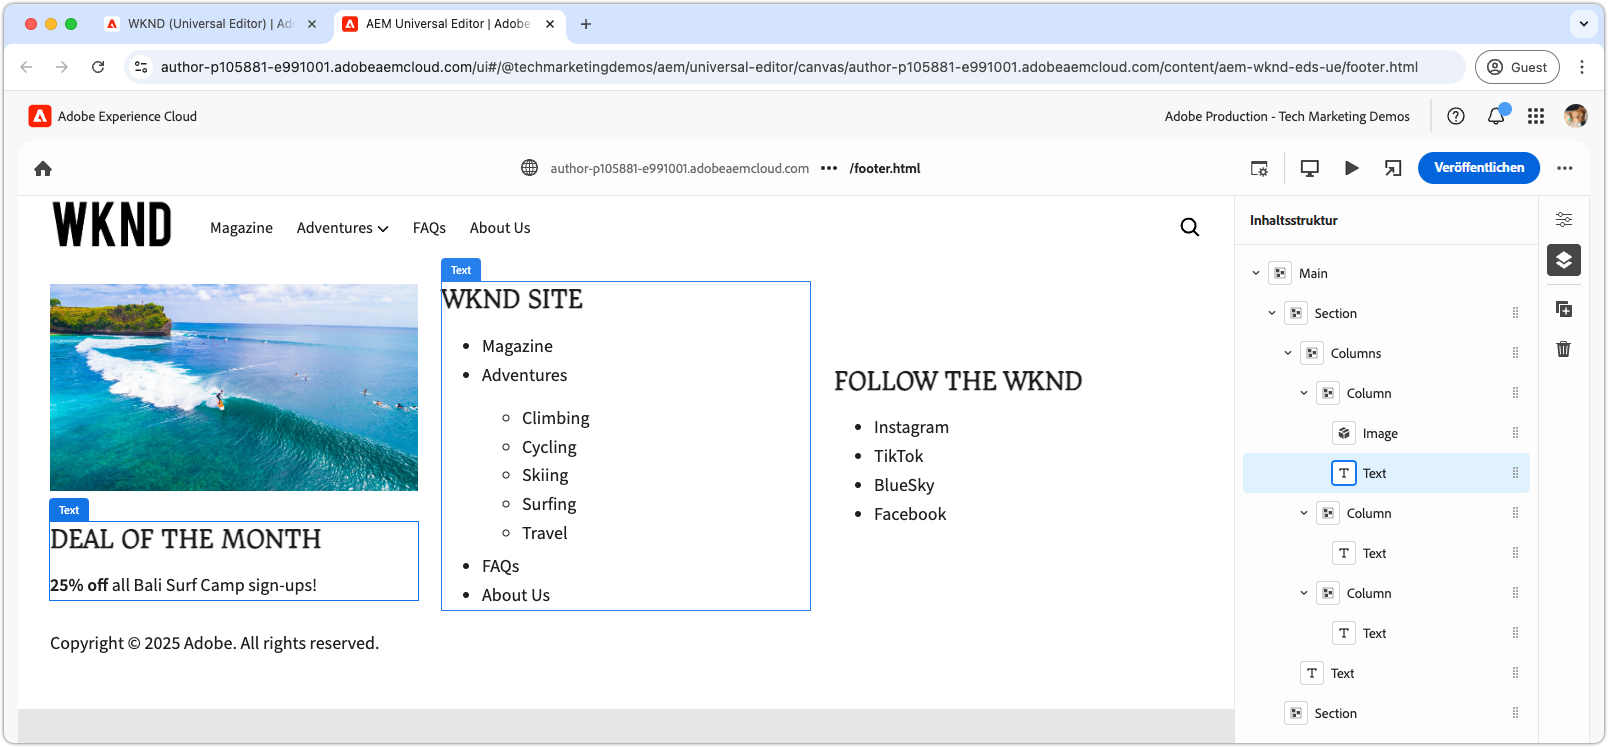 WKND (Universal Editor) | Ad
AEM Universal Editor | Adobe
author-p105881-e991001.adobeaemcloud.com/ui#/@techmarketingdemos/aem/universal-editor/canvas/author-p105881-e991001.adobeaemcloud.com/content/aem-wknd-eds-ue/footer.html
Guest
Adobe Experience Cloud
Adobe Production - Tech Marketing Demos
author-p105881-e991001.adobeaemcloud.com
••• /footer.html
Veröffentlichen
WKND
Magazine
Adventures
FAQs
About Us
Text
WKND SITE
Magazine
Adventures
Climbing
Cycling
Skiing
Surfing
Travel
FAQs
About Us
Text
DEAL OF THE MONTH
25% off all Bali Surf Camp sign-ups!
FOLLOW THE WKND
Instagram
TikTok
BlueSky
Facebook
Copyright © 2025 Adobe. All rights reserved.
Inhaltsstruktur
Main
Section
Columns
Column
Image
Text
Column
Text
Column
Text
Text
Section